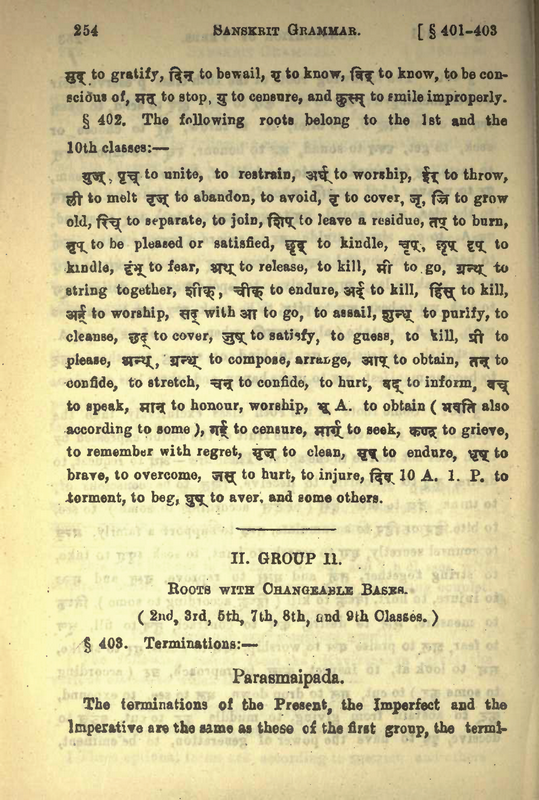 254 SANSKRIT GRAMMAR. [ § 401-403
मुद् to gratify, दिव् to bewail, गृ to know, विद् to know, to be con-
scious of, मन् to stop, यु to censure, and कुस्म् to smile improperly.
§ 402. The following roots belong to the 1st and the
10th classes:—
युज्, पृच् to unite, to restrain, अर्च् to worship, ईर् to throw,
ली to melt वृज् to abandon, to avoid, वृ to cover, जॄ, ज्रि to grow
old, रिच् to separate, to join, शिष् to leave a residue, तप् to burn,
तृप् to be pleased or satisfied, छृद् to kindle, चृप्, छृप् दृप् to
kindle, दृंभ् to fear, श्रथ् to release, to kill, मी to go, ग्रन्थ् to
string together, शीक्, चीक् to endure, अर्द् to kill, हिंस् to kill,
अर्ह् to worship, सद् with आ to go, to assail, शुन्ध् to purify, to
cleanse, छद् to cover, जुष् to satisfy, to guess, to kill, प्री to
please, श्रन्थ्, ग्रन्थ् to compose, arrange, आप् to obtain, तन् to
confide, to stretch, चन् to confide, to hurt, वद् to inform, वच्
to speak, मान् to honour, worship, भू A. to obtain ( भवति also
according to some ), गर्ह् to censure, मार्ग् to seek, कण्ठ् to grieve,
to remember with regret, मृज् to clean, मृष् to endure, धृष् to
brave, to overcome, जस् to hurt, to injure, दिव् 10 A. 1. P. to
torment, to beg, घुष् to aver, and some others.
II. GROUP II.
ROOTS WITH CHANGEABLE BASES.
( 2nd, 3rd, 5th, 7th, 8th, and 9th Classes. )
§ 403. Terminations:—
Parasmaipada.
The terminations of the Present, the Imperfect and the
Imperative are the same as these of the first group, the termi-